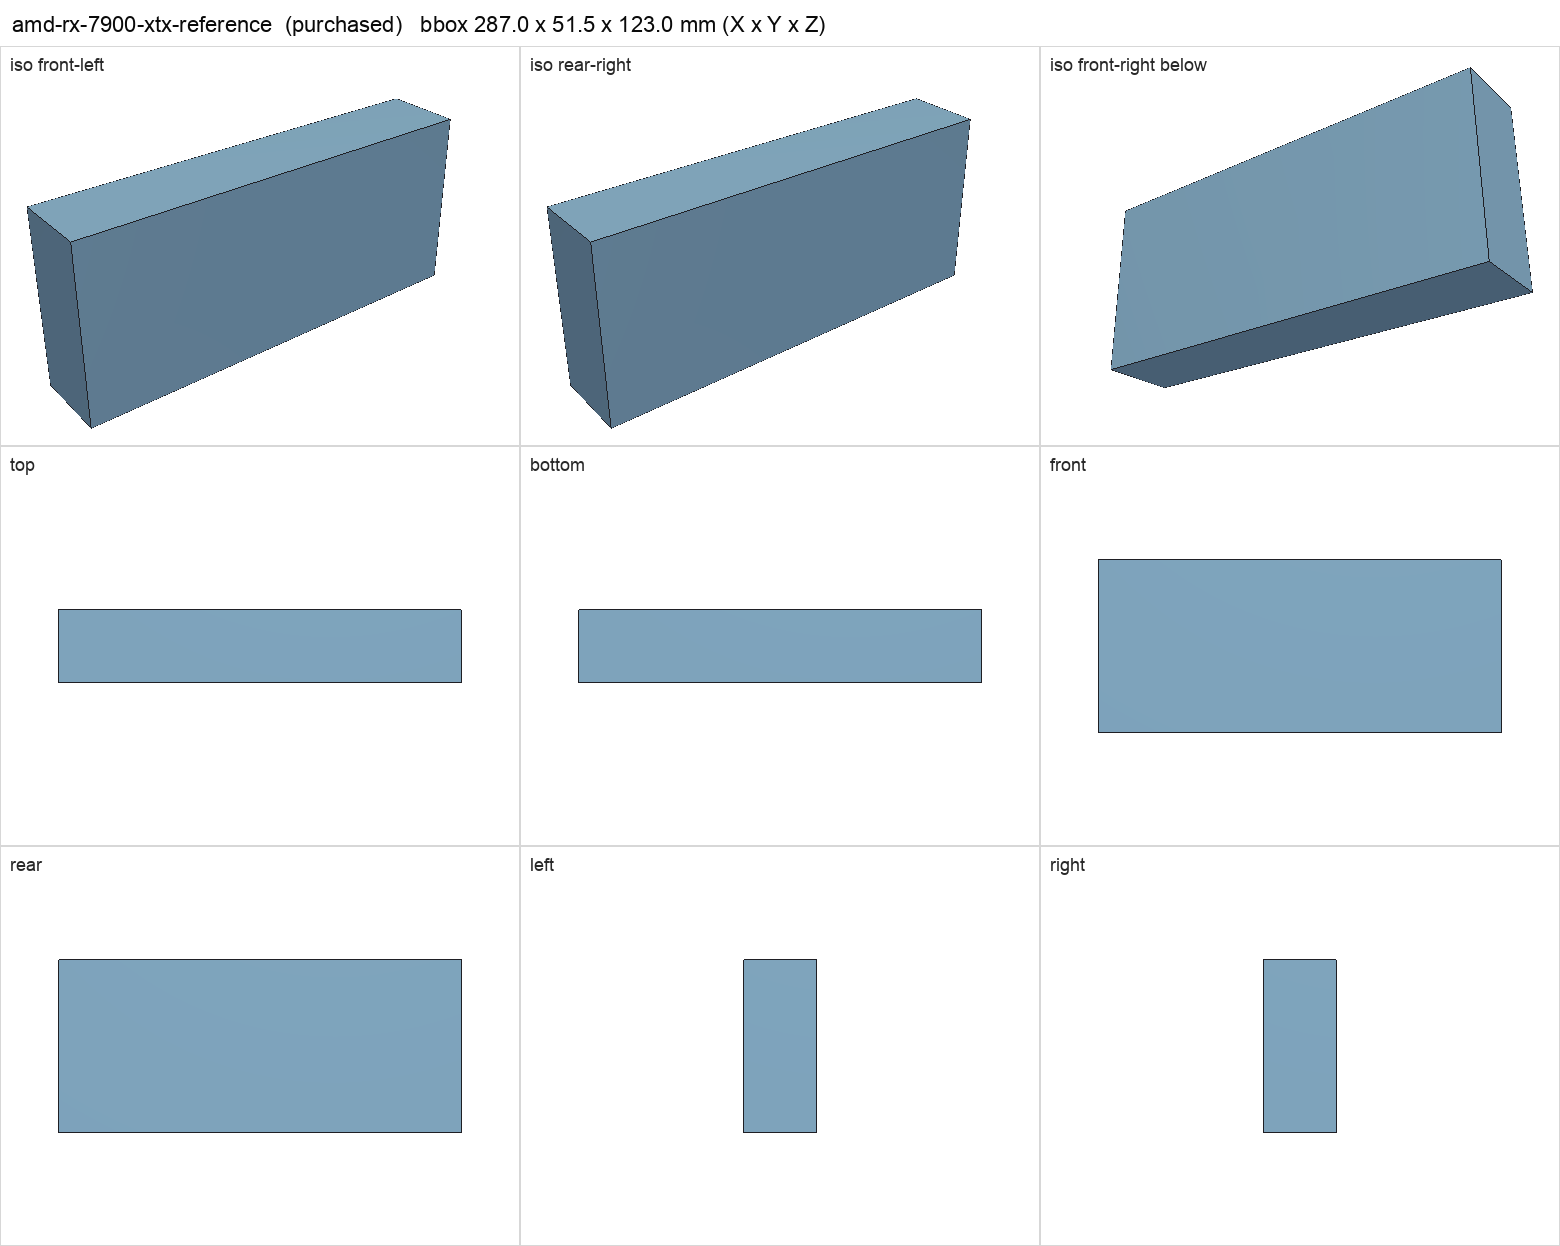 amd-rx-7900-xtx-reference (purchased) bbox 287.0 x 51.5 x 123.0 mm (X x Y x Z)
iso front-left
iso rear-right
iso front-right below
top
bottom
front
rear
left
right